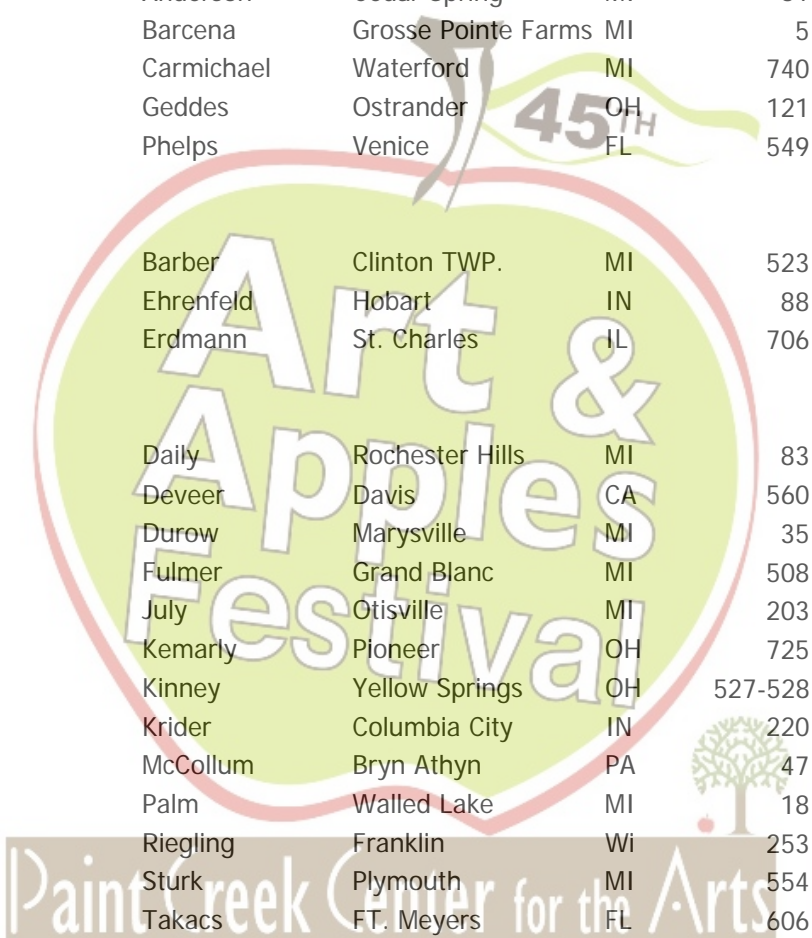 Barcena Grosse Pointe Farms MI 5
Carmichael Waterford MI 740
Geddes Ostrander OH 121
45TH
Phelps Venice FL 549
Barber Clinton TWP. MI 523
Ehrenfeld Hobart IN 88
Erdmann St. Charles IL 706
Art &
Apples
Festival
Daily Rochester Hills MI 83
Deveer Davis CA 560
Durow Marysville MI 35
Fulmer Grand Blanc MI 508
July Otisville MI 203
Kemarly Pioneer OH 725
Kinney Yellow Springs OH 527-528
Krider Columbia City IN 220
McCollum Bryn Athyn PA 47
Palm Walled Lake MI 18
Riegling Franklin Wi 253
Sturk Plymouth MI 554
Takacs FT. Meyers FL 606
Paint Creek Center for the Arts